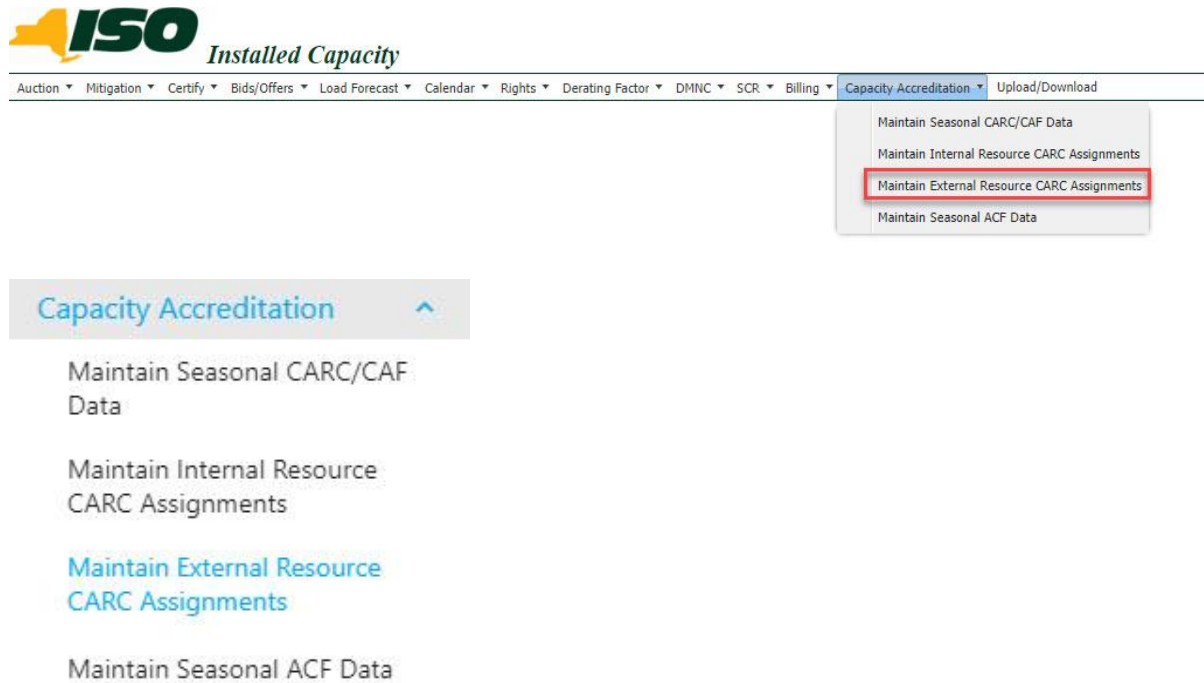 ISO
Installed Capacity
Auction Mitigation Certify Bids/Offers Load Forecast Calendar Rights Derating Factor DMNC SCR Billing Capacity Accreditation Upload/Download
Maintain Seasonal CARC/CAF Data
Maintain Internal Resource CARC Assignments
Maintain External Resource CARC Assignments
Maintain Seasonal ACF Data
Capacity Accreditation
Maintain Seasonal CARC/CAF
Data
Maintain Internal Resource
CARC Assignments
Maintain External Resource
CARC Assignments
Maintain Seasonal ACF Data